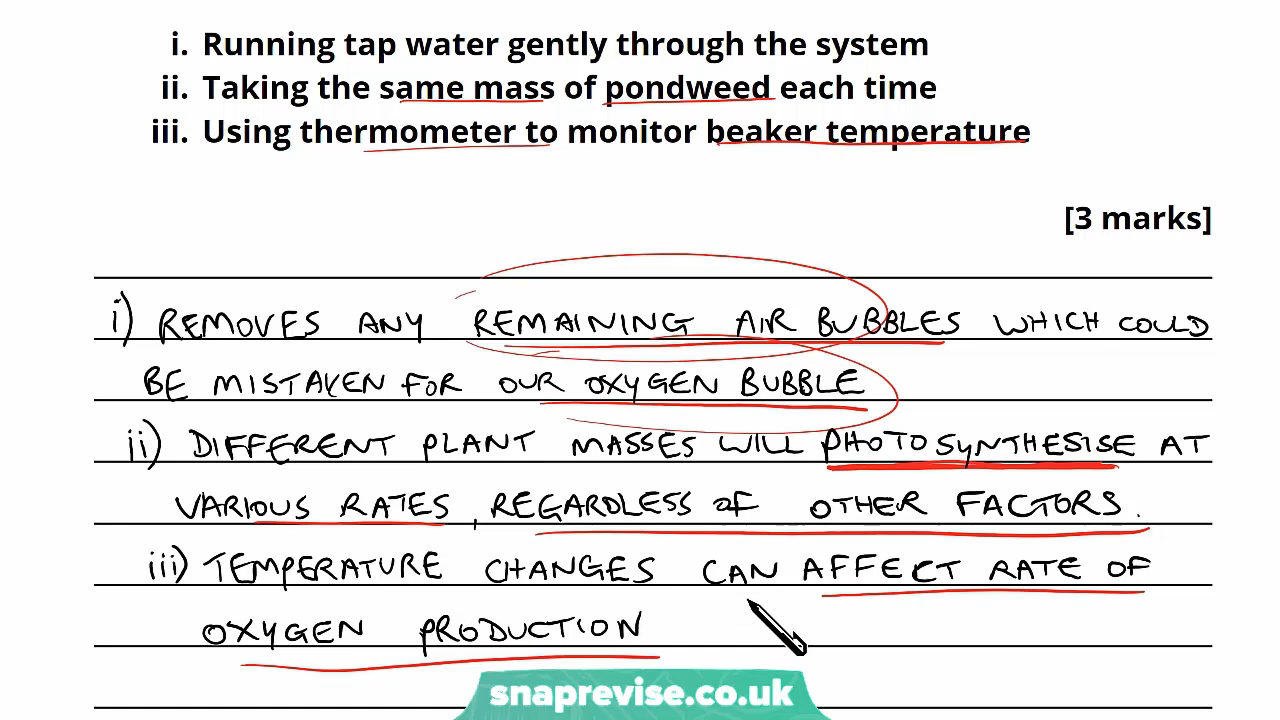 i. Running tap water gently through the system
ii. Taking the same mass of pondweed each time
iii. Using thermometer to monitor beaker temperature
[3 marks]
i) REMOVES ANY REMAINING AIR BUBBLES WHICH COULD
BE MISTAKEN FOR OUR OXYGEN BUBBLE
ii) DIFFERENT PLANT MASSES WILL PHOTOSYNTHESISE AT
VARIOUS RATES, REGARDLESS OF OTHER FACTORS.
iii) TEMPERATURE CHANGES CAN AFFECT RATE OF
OXYGEN PRODUCTION
snaprevise.co.uk